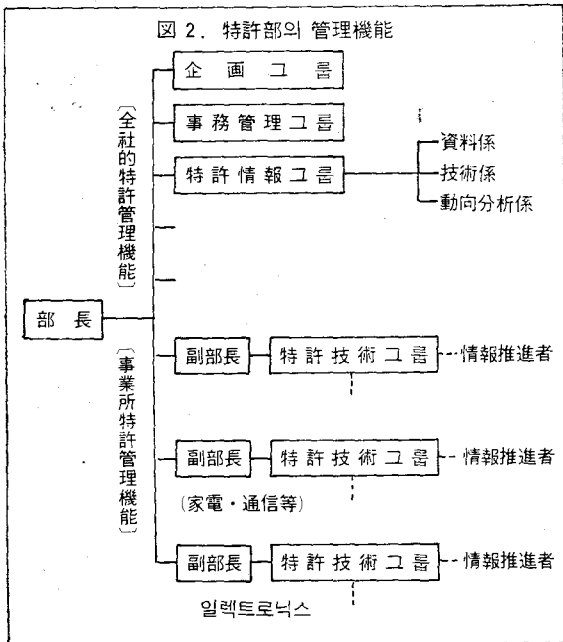 図 2. 特許部의 管理機能
企画그룹
事務管理그룹
特許情報그룹
資料係
技術係
動向分析係
〔全社的特許管理機能〕
部長
〔事業所特許管理機能〕
副部長 特許技術그룹 情報推進者
副部長 特許技術그룹 情報推進者
(家電・通信等)
副部長 特許技術그룹 情報推進者
일렉트로닉스